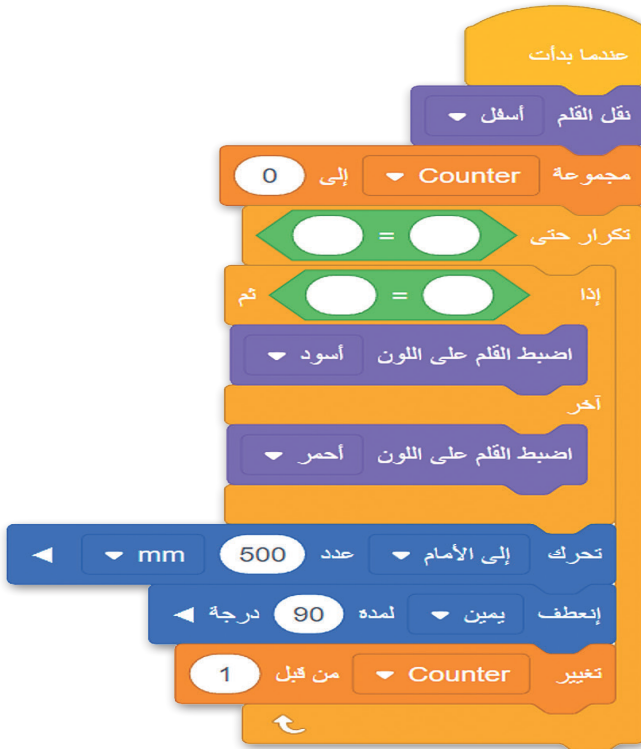 عندما بدأت
نقل القلم أسفل
مجموعة Counter إلى 0
تكرار حتى =
إذا = ثم
اضبط القلم على اللون أسود
آخر
اضبط القلم على اللون أحمر
تحرك إلى الأمام عدد 500 mm
إنعطف يمين لمدة 90 درجة
تغيير Counter من قبل 1